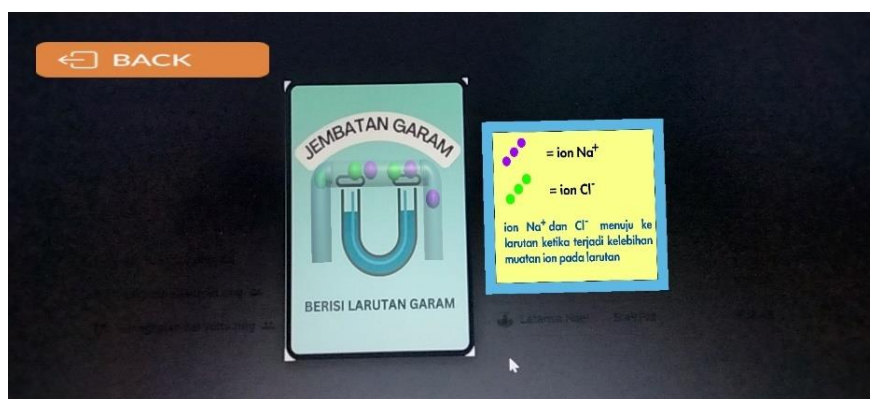 BACK
JEMBATAN GARAM
BERISI LARUTAN GARAM
= ion Na⁺
= ion Cl⁻
ion Na⁺ dan Cl⁻ menuju ke
larutan ketika terjadi kelebihan
muatan ion pada larutan